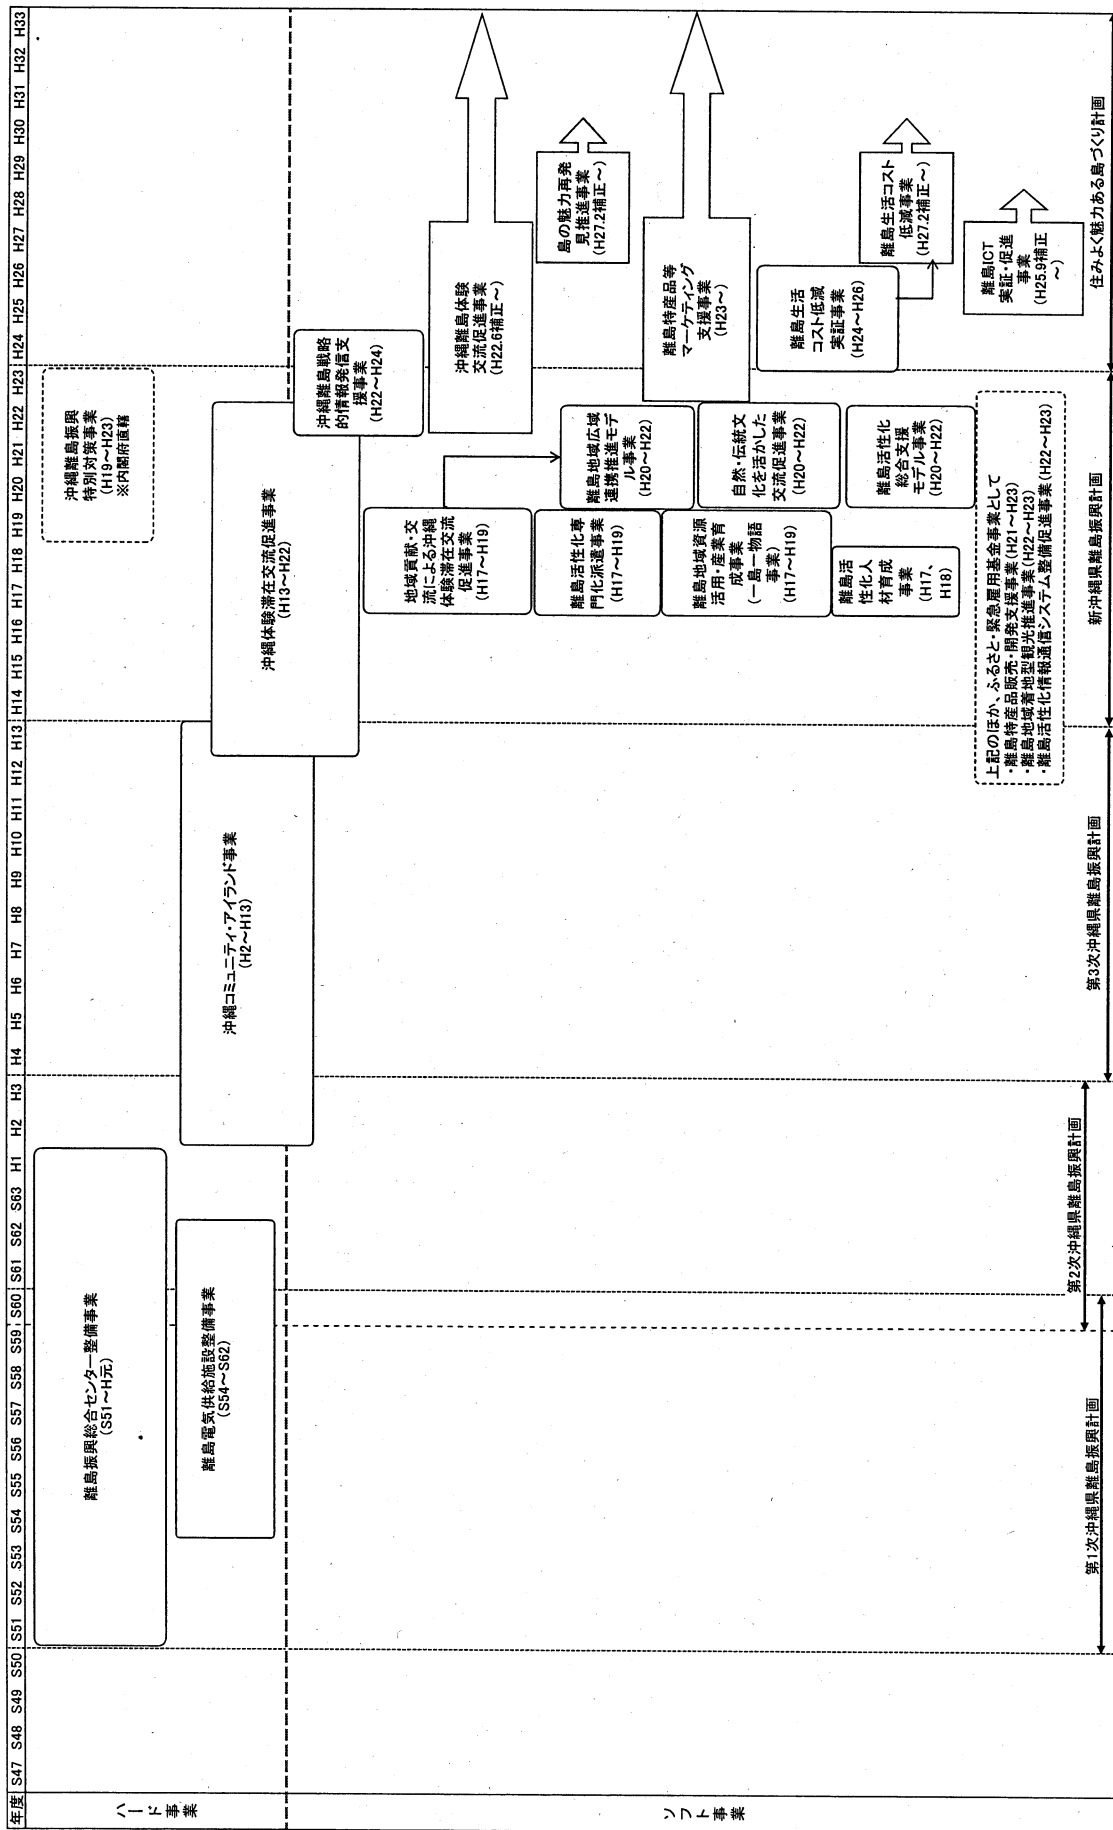 年度 S47 S48 S49 S50 S51 S52 S53 S54 S55 S56 S57 S58 S59 S60 S61 S62 S63 H1 H2 H3 H4 H5 H6 H7 H8 H9 H10 H11 H12 H13 H14 H15 H16 H17 H18 H19 H20 H21 H22 H23 H24 H25 H26 H27 H28 H29 H30 H31 H32 H33
ハード事業
離島振興総合センター整備事業
(S51～H元)
離島電気供給施設整備事業
(S54～S62)
沖縄コミュニティ・アイランド事業
(H2～H13)
沖縄体験滞在交流促進事業
(H13～H22)
沖縄離島振興
特別対策事業
(H19～H23)
※内閣府直轄
ソフト事業
沖縄離島戦略
的情報発信支
援事業
(H22～H24)
地域貢献・交
流による沖縄
体験滞在交流
促進事業
(H17～H19)
沖縄離島体験
交流促進事業
(H22.6補正～)
離島活性化専
門化派遣事業
(H17～H19)
離島地域広域
連携推進モデ
ル事業
(H20～H22)
島の魅力再発
見推進事業
(H27.2補正～)
離島地域資源
活用・産業育
成事業
(一島一物語
事業)
(H17～H19)
自然・伝統文
化を活かした
交流促進事業
(H20～H22)
離島特産品等
マーケティング
支援事業
(H23～)
離島活
性化人
材育成
事業
(H17、
H18)
離島活性化
総合支援
モデル事業
(H20～H22)
離島生活
コスト低減
実証事業
(H24～H26)
離島生活コスト
低減事業
(H27.2補正～)
離島ICT
実証・促進
事業
(H25.9補正
～)
上記のほか、ふるさと・緊急雇用基金事業として
・離島特産品販売・開発支援事業(H21～H23)
・離島地域着地型観光推進事業(H22～H23)
・離島活性化情報通信システム整備促進事業(H22～H23)
第1次沖縄県離島振興計画
第2次沖縄県離島振興計画
第3次沖縄県離島振興計画
新沖縄県離島振興計画
住みよく魅力ある島づくり計画